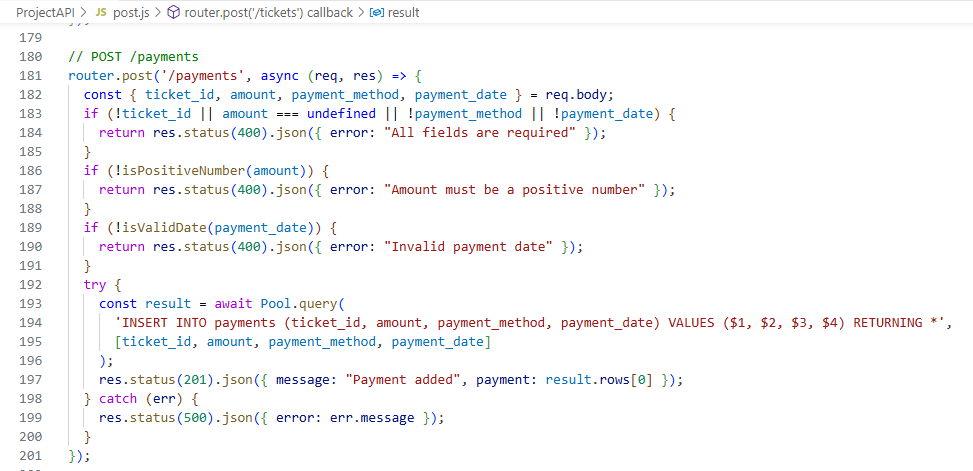 ProjectAPI > JS post.js > router.post('/tickets') callback > result
179
180 // POST /payments
181 router.post('/payments', async (req, res) => {
182   const { ticket_id, amount, payment_method, payment_date } = req.body;
183   if (!ticket_id || amount === undefined || !payment_method || !payment_date) {
184     return res.status(400).json({ error: "All fields are required" });
185   }
186   if (!isPositiveNumber(amount)) {
187     return res.status(400).json({ error: "Amount must be a positive number" });
188   }
189   if (!isValidDate(payment_date)) {
190     return res.status(400).json({ error: "Invalid payment date" });
191   }
192   try {
193     const result = await Pool.query(
194       'INSERT INTO payments (ticket_id, amount, payment_method, payment_date) VALUES ($1, $2, $3, $4) RETURNING *',
195       [ticket_id, amount, payment_method, payment_date]
196     );
197     res.status(201).json({ message: "Payment added", payment: result.rows[0] });
198   } catch (err) {
199     res.status(500).json({ error: err.message });
200   }
201 });